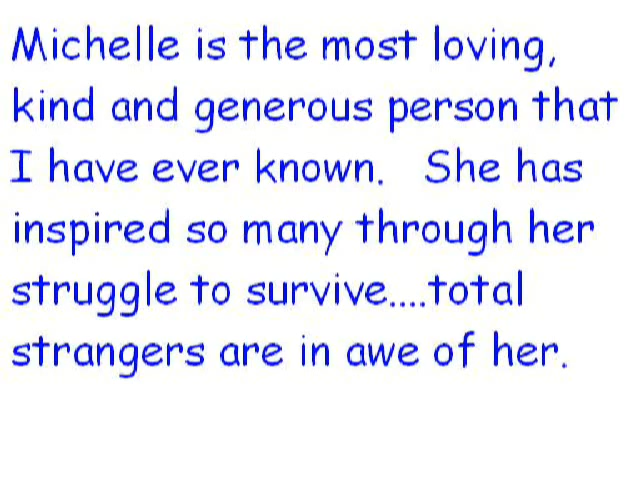 Michelle is the most loving,
kind and generous person that
I have ever known.   She has
inspired so many through her
struggle to survive....total
strangers are in awe of her.